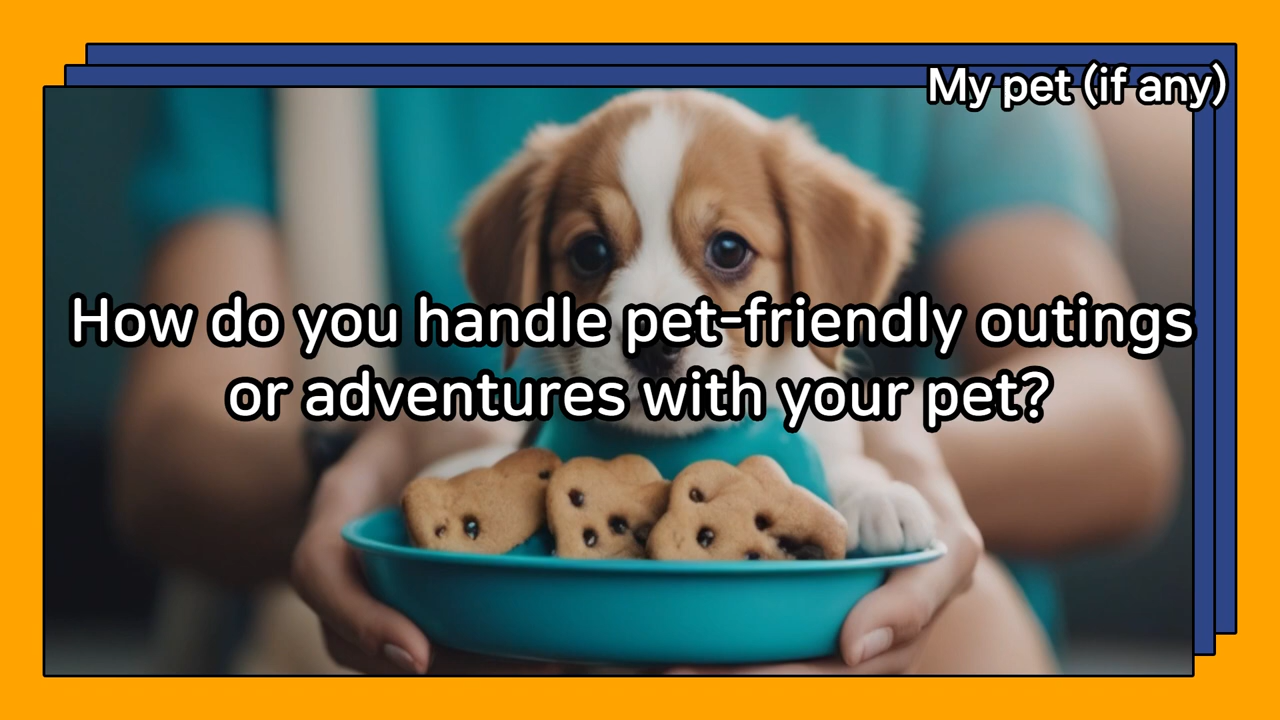 My pet (if any)
How do you handle pet-friendly outings
or adventures with your pet?